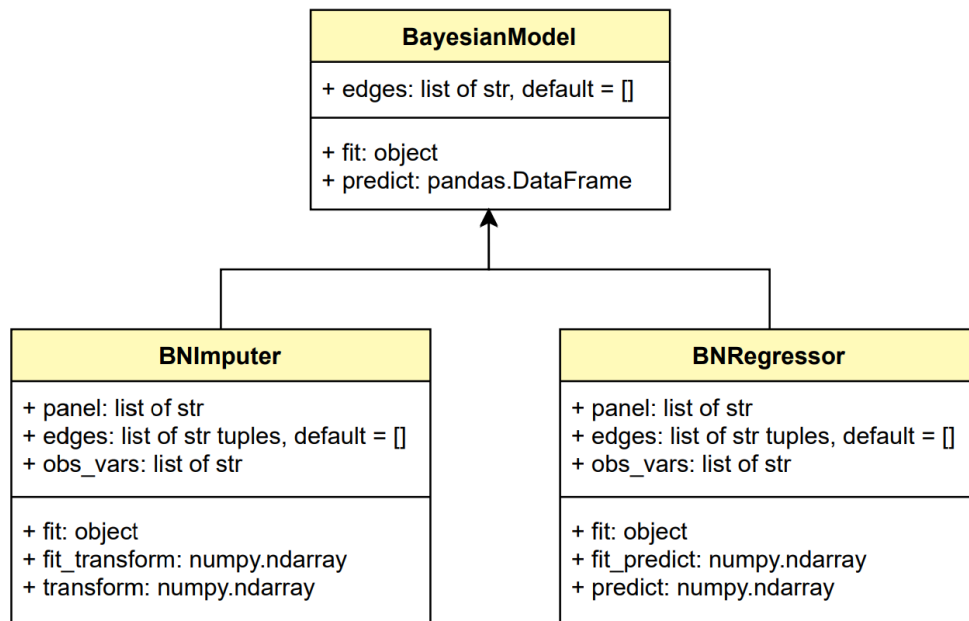 BayesianModel
+ edges: list of str, default = []
+ fit: object
+ predict: pandas.DataFrame
BNImputer
+ panel: list of str
+ edges: list of str tuples, default = []
+ obs_vars: list of str
+ fit: object
+ fit_transform: numpy.ndarray
+ transform: numpy.ndarray
BNRegressor
+ panel: list of str
+ edges: list of str tuples, default = []
+ obs_vars: list of str
+ fit: object
+ fit_predict: numpy.ndarray
+ predict: numpy.ndarray